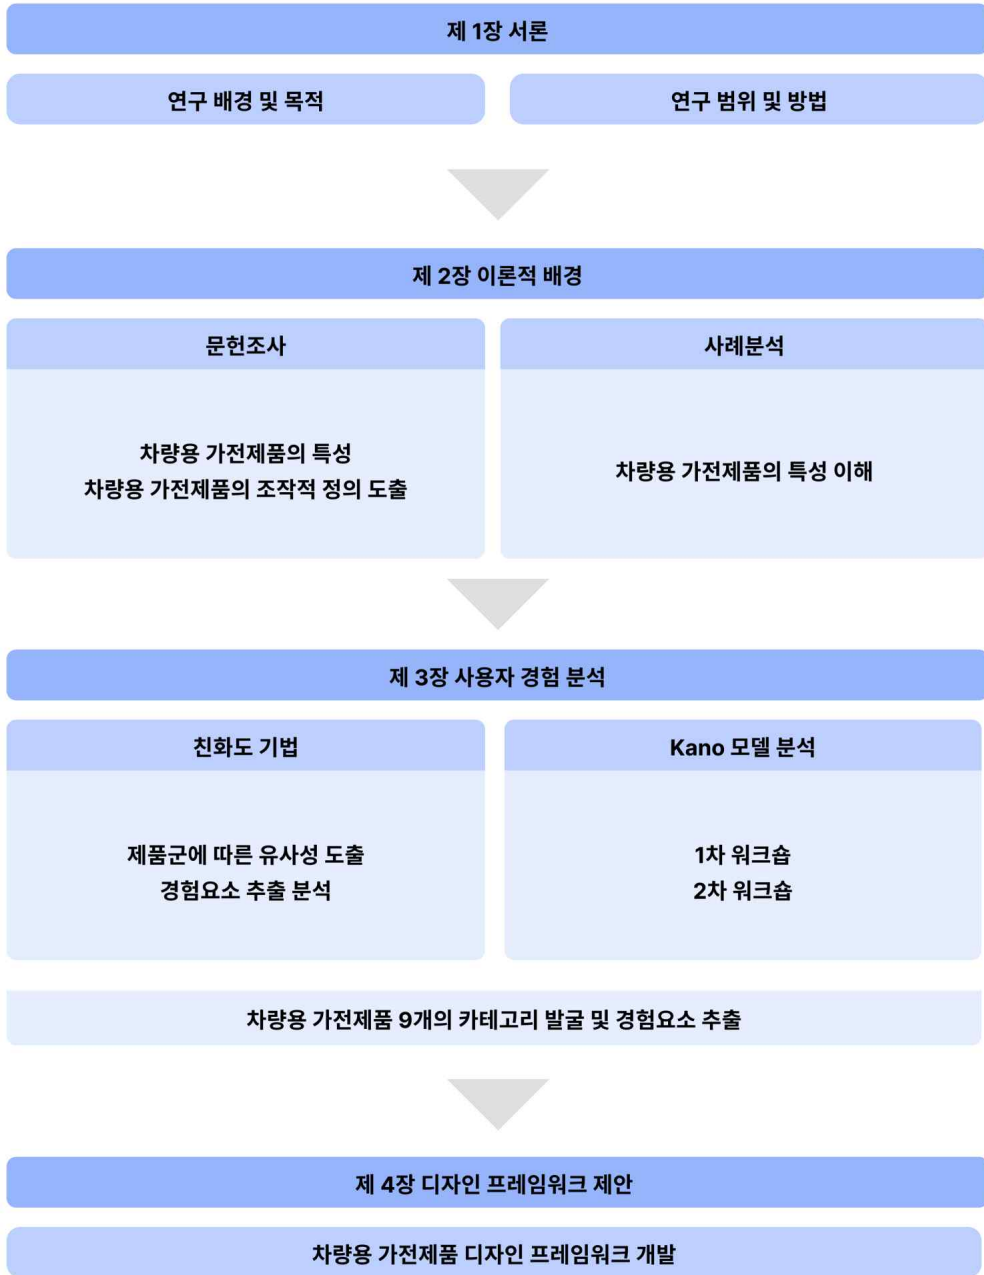 제 1장 서론
연구 배경 및 목적
연구 범위 및 방법
제 2장 이론적 배경
문헌조사
차량용 가전제품의 특성
차량용 가전제품의 조작적 정의 도출
사례분석
차량용 가전제품의 특성 이해
제 3장 사용자 경험 분석
친화도 기법
제품군에 따른 유사성 도출
경험요소 추출 분석
Kano 모델 분석
1차 워크숍
2차 워크숍
차량용 가전제품 9개의 카테고리 발굴 및 경험요소 추출
제 4장 디자인 프레임워크 제안
차량용 가전제품 디자인 프레임워크 개발